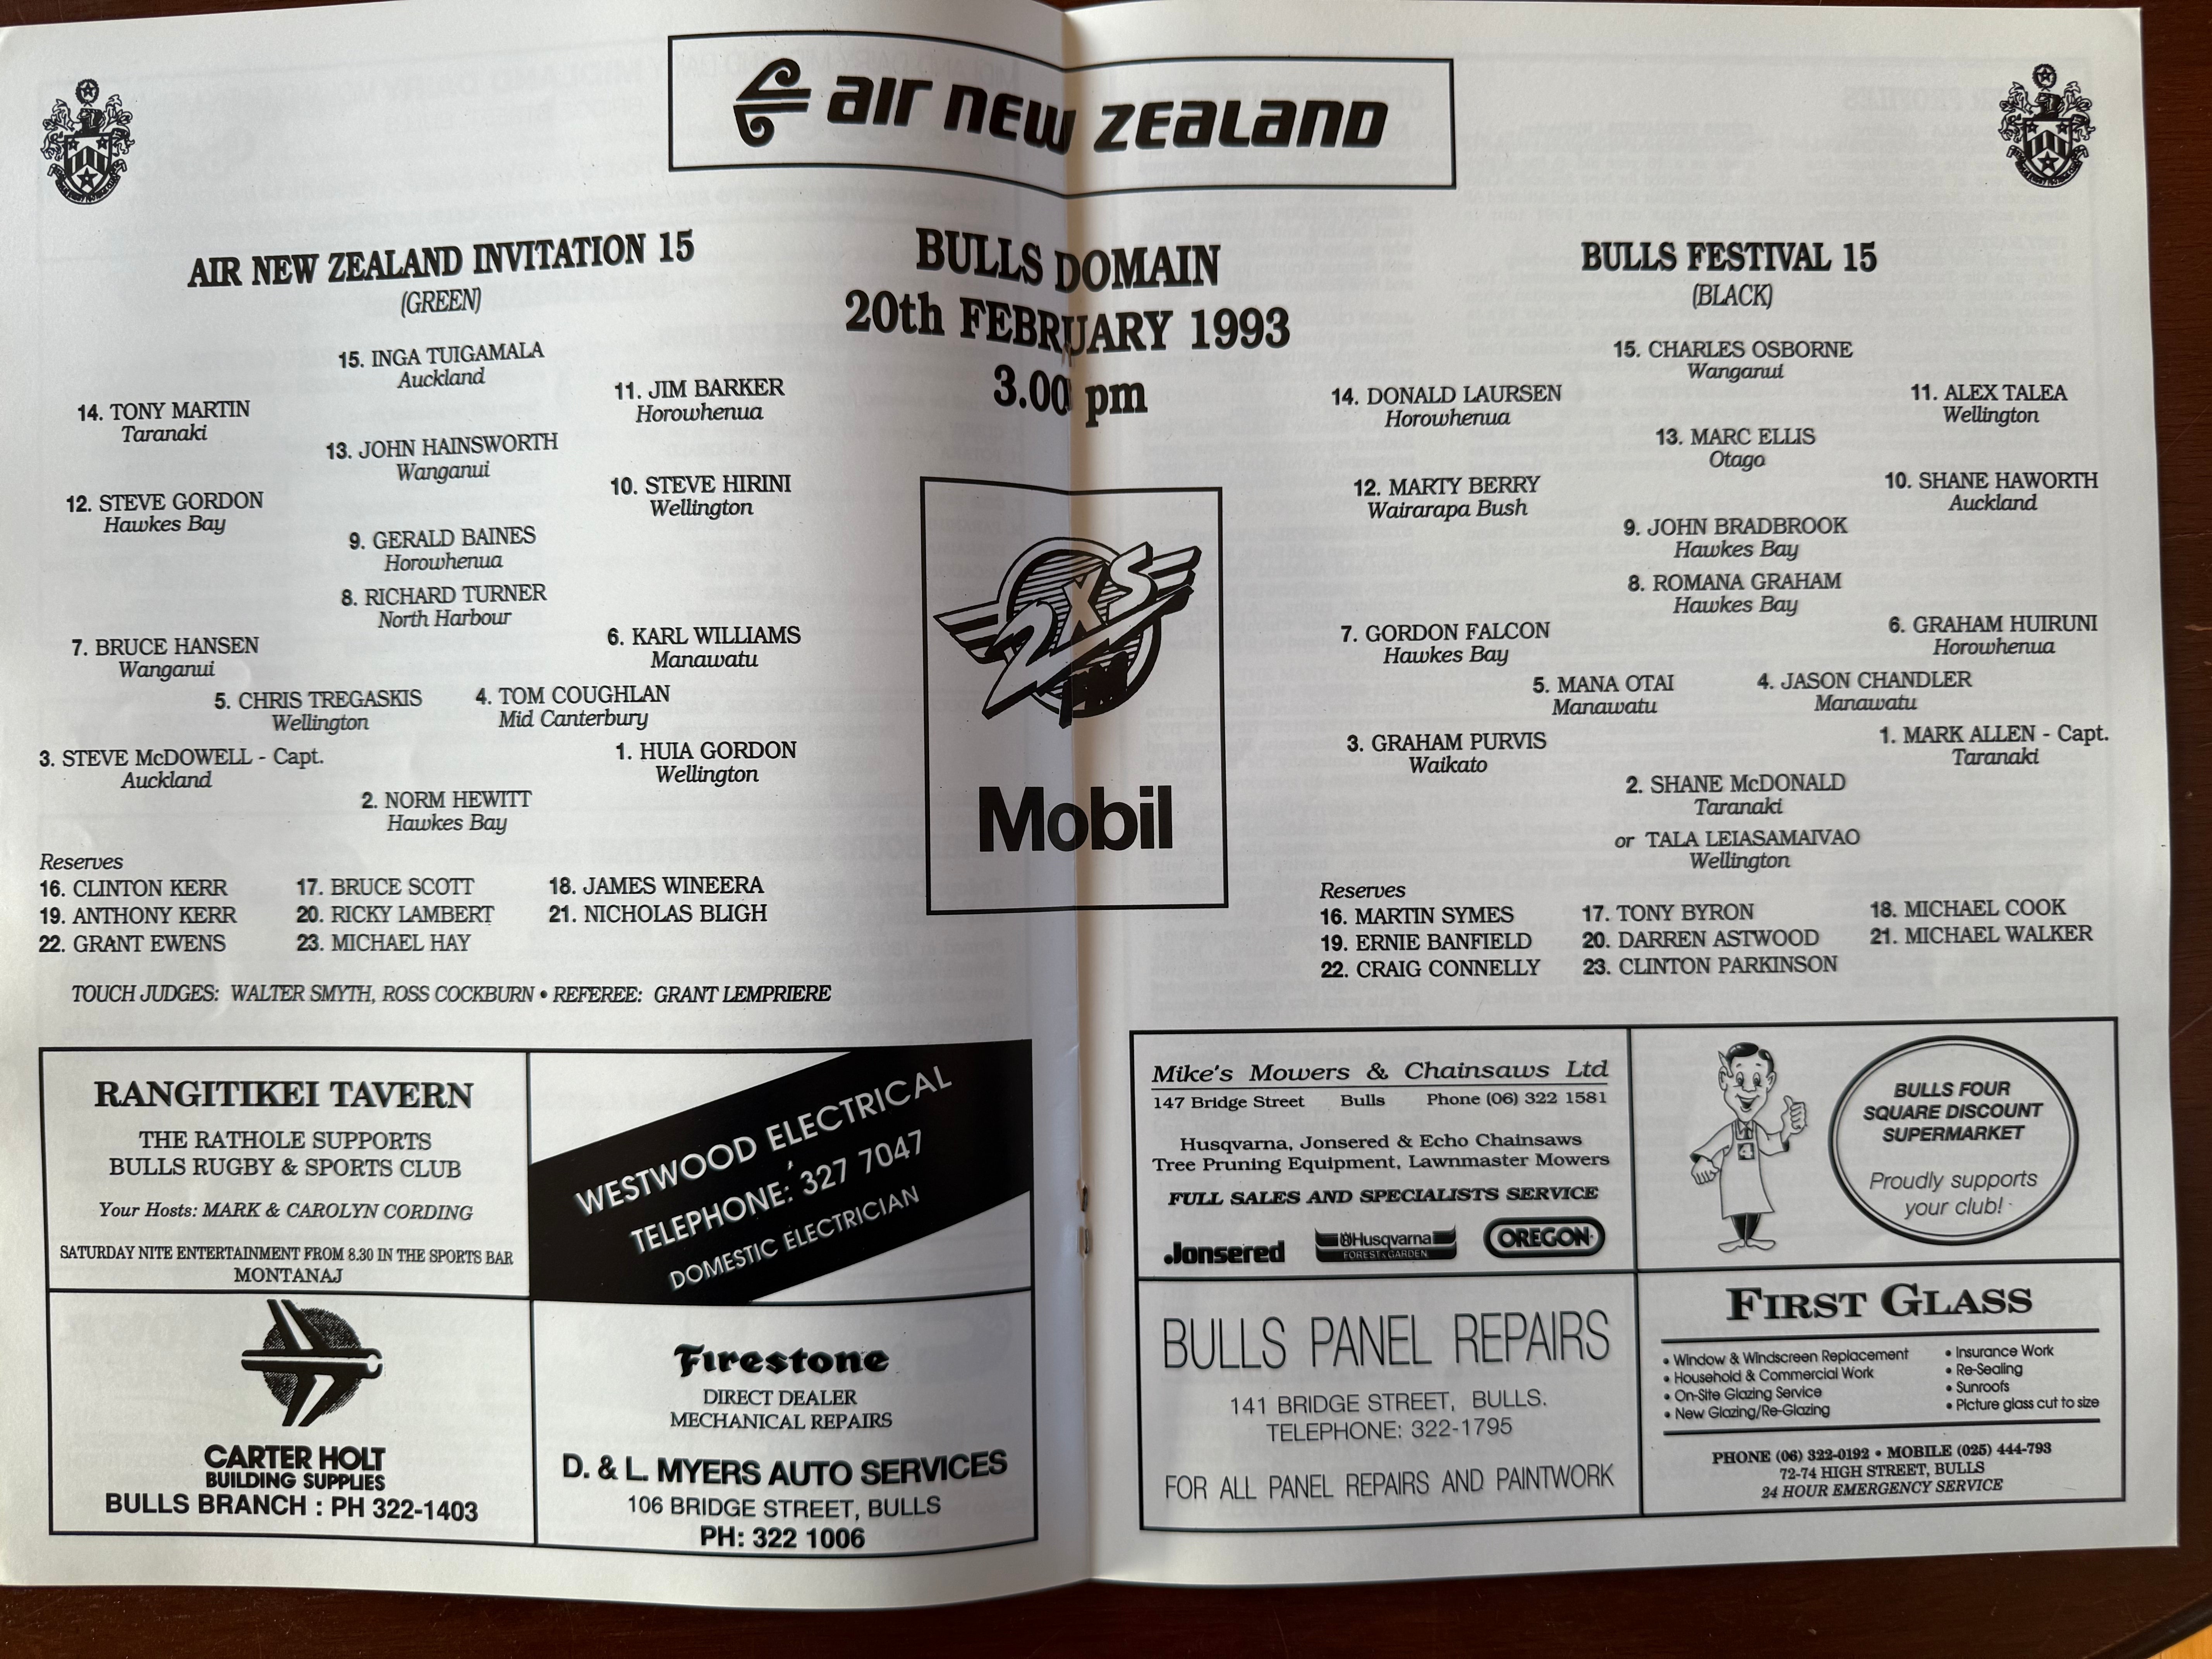 air new zealand
AIR NEW ZEALAND INVITATION 15
(GREEN)
15. INGA TUIGAMALA
Auckland
14. TONY MARTIN
Taranaki
11. JIM BARKER
Horowhenua
13. JOHN HAINSWORTH
Wanganui
12. STEVE GORDON
Hawkes Bay
10. STEVE HIRINI
Wellington
9. GERALD BAINES
Horowhenua
8. RICHARD TURNER
North Harbour
7. BRUCE HANSEN
Wanganui
6. KARL WILLIAMS
Manawatu
5. CHRIS TREGASKIS
Wellington
4. TOM COUGHLAN
Mid Canterbury
3. STEVE McDOWELL - Capt.
Auckland
1. HUIA GORDON
Wellington
2. NORM HEWITT
Hawkes Bay
Reserves
16. CLINTON KERR 17. BRUCE SCOTT 18. JAMES WINEERA
19. ANTHONY KERR 20. RICKY LAMBERT 21. NICHOLAS BLIGH
22. GRANT EWENS 23. MICHAEL HAY
TOUCH JUDGES: WALTER SMYTH, ROSS COCKBURN • REFEREE: GRANT LEMPRIERE
BULLS DOMAIN
20th FEBRUARY 1993
3.00 pm
2XS
Mobil
BULLS FESTIVAL 15
(BLACK)
15. CHARLES OSBORNE
Wanganui
14. DONALD LAURSEN
Horowhenua
11. ALEX TALEA
Wellington
13. MARC ELLIS
Otago
12. MARTY BERRY
Wairarapa Bush
10. SHANE HAWORTH
Auckland
9. JOHN BRADBROOK
Hawkes Bay
8. ROMANA GRAHAM
Hawkes Bay
7. GORDON FALCON
Hawkes Bay
6. GRAHAM HUIRUNI
Horowhenua
5. MANA OTAI
Manawatu
4. JASON CHANDLER
Manawatu
3. GRAHAM PURVIS
Waikato
1. MARK ALLEN - Capt.
Taranaki
2. SHANE McDONALD
Taranaki
or TALA LEIASAMAIVAO
Wellington
Reserves
16. MARTIN SYMES 17. TONY BYRON 18. MICHAEL COOK
19. ERNIE BANFIELD 20. DARREN ASTWOOD 21. MICHAEL WALKER
22. CRAIG CONNELLY 23. CLINTON PARKINSON
RANGITIKEI TAVERN
THE RATHOLE SUPPORTS
BULLS RUGBY & SPORTS CLUB
Your Hosts: MARK & CAROLYN CORDING
SATURDAY NITE ENTERTAINMENT FROM 8.30 IN THE SPORTS BAR
MONTANAJ
WESTWOOD ELECTRICAL
TELEPHONE: 327 7047
DOMESTIC ELECTRICIAN
CARTER HOLT
BUILDING SUPPLIES
BULLS BRANCH : PH 322-1403
Firestone
DIRECT DEALER
MECHANICAL REPAIRS
D. & L. MYERS AUTO SERVICES
106 BRIDGE STREET, BULLS
PH: 322 1006
Mike's Mowers & Chainsaws Ltd
147 Bridge Street Bulls Phone (06) 322 1581
Husqvarna, Jonsered & Echo Chainsaws
Tree Pruning Equipment, Lawnmaster Mowers
FULL SALES AND SPECIALISTS SERVICE
Jonsered
Husqvarna
FOREST & GARDEN
OREGON
4
BULLS FOUR
SQUARE DISCOUNT
SUPERMARKET
Proudly supports
your club!
BULLS PANEL REPAIRS
141 BRIDGE STREET, BULLS.
TELEPHONE: 322-1795
FOR ALL PANEL REPAIRS AND PAINTWORK
FIRST GLASS
• Window & Windscreen Replacement
• Household & Commercial Work
• On-Site Glazing Service
• New Glazing/Re-Glazing
• Insurance Work
• Re-Sealing
• Sunroofs
• Picture glass cut to size
PHONE (06) 322-0192 • MOBILE (025) 444-793
72-74 HIGH STREET, BULLS
24 HOUR EMERGENCY SERVICE